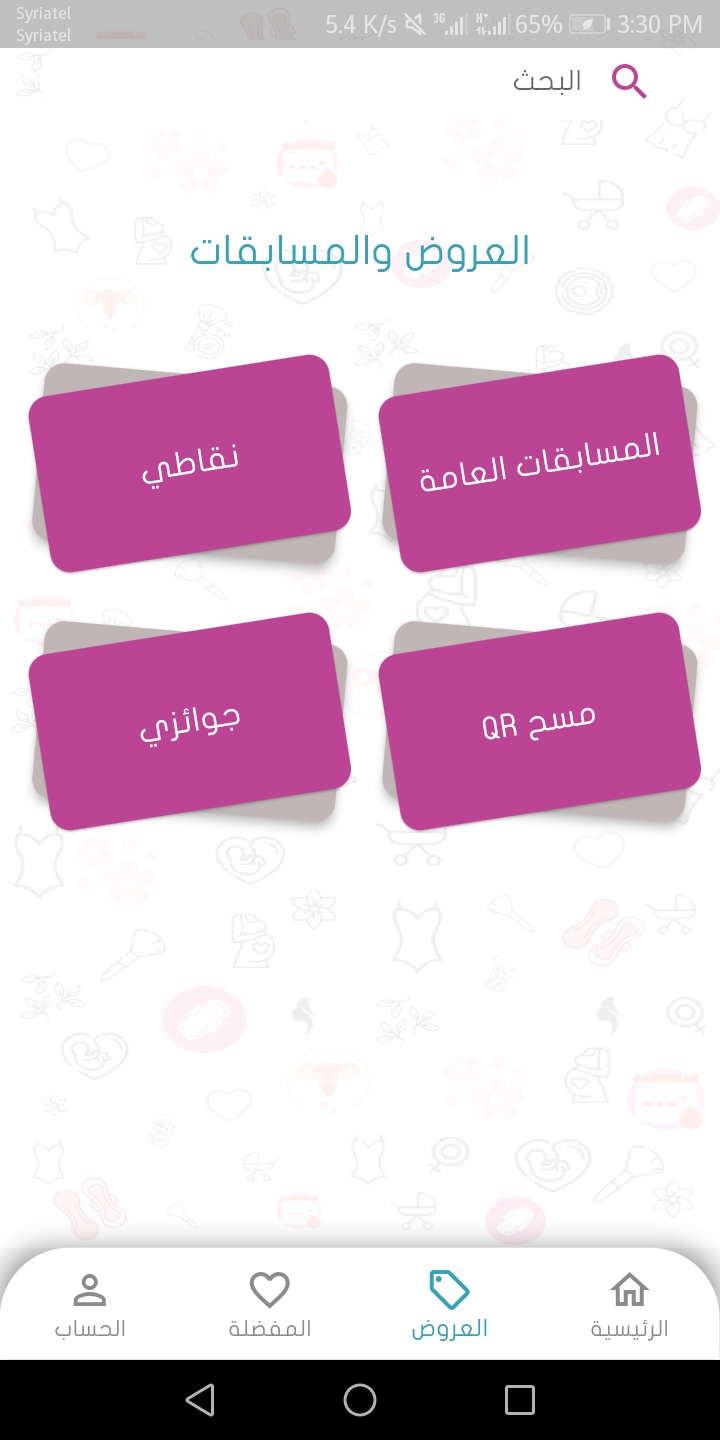 Syriatel
Syriatel
5.4 K/s 3G H+ 65% 3:30 PM
البحث
العروض والمسابقات
المسابقات العامة
نقاطي
مسح QR
جوائزي
الرئيسية
العروض
المفضلة
الحساب